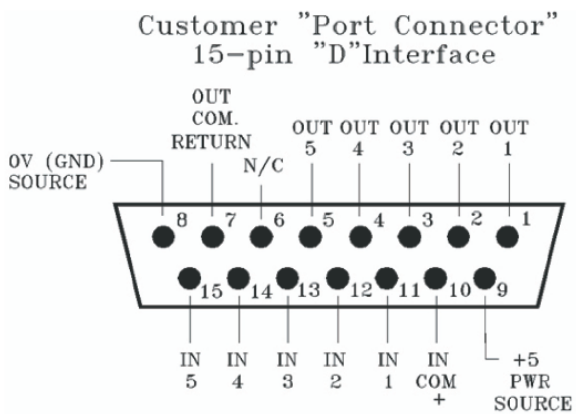 Customer "Port Connector"
15-pin "D"Interface
OUT
COM.
RETURN
OUT OUT OUT OUT OUT
5 4 3 2 1
0V (GND)
SOURCE
N/C
8 7 6 5 4 3 2 1
15 14 13 12 11 10 9
IN IN IN IN IN IN +5
5 4 3 2 1 COM PWR
+ SOURCE